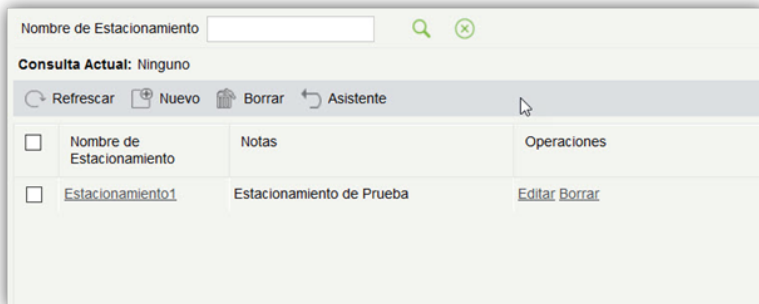 Nombre de Estacionamiento
Consulta Actual: Ninguno
Refrescar Nuevo Borrar Asistente
Nombre de Estacionamiento Notas Operaciones
Estacionamiento1 Estacionamiento de Prueba Editar Borrar